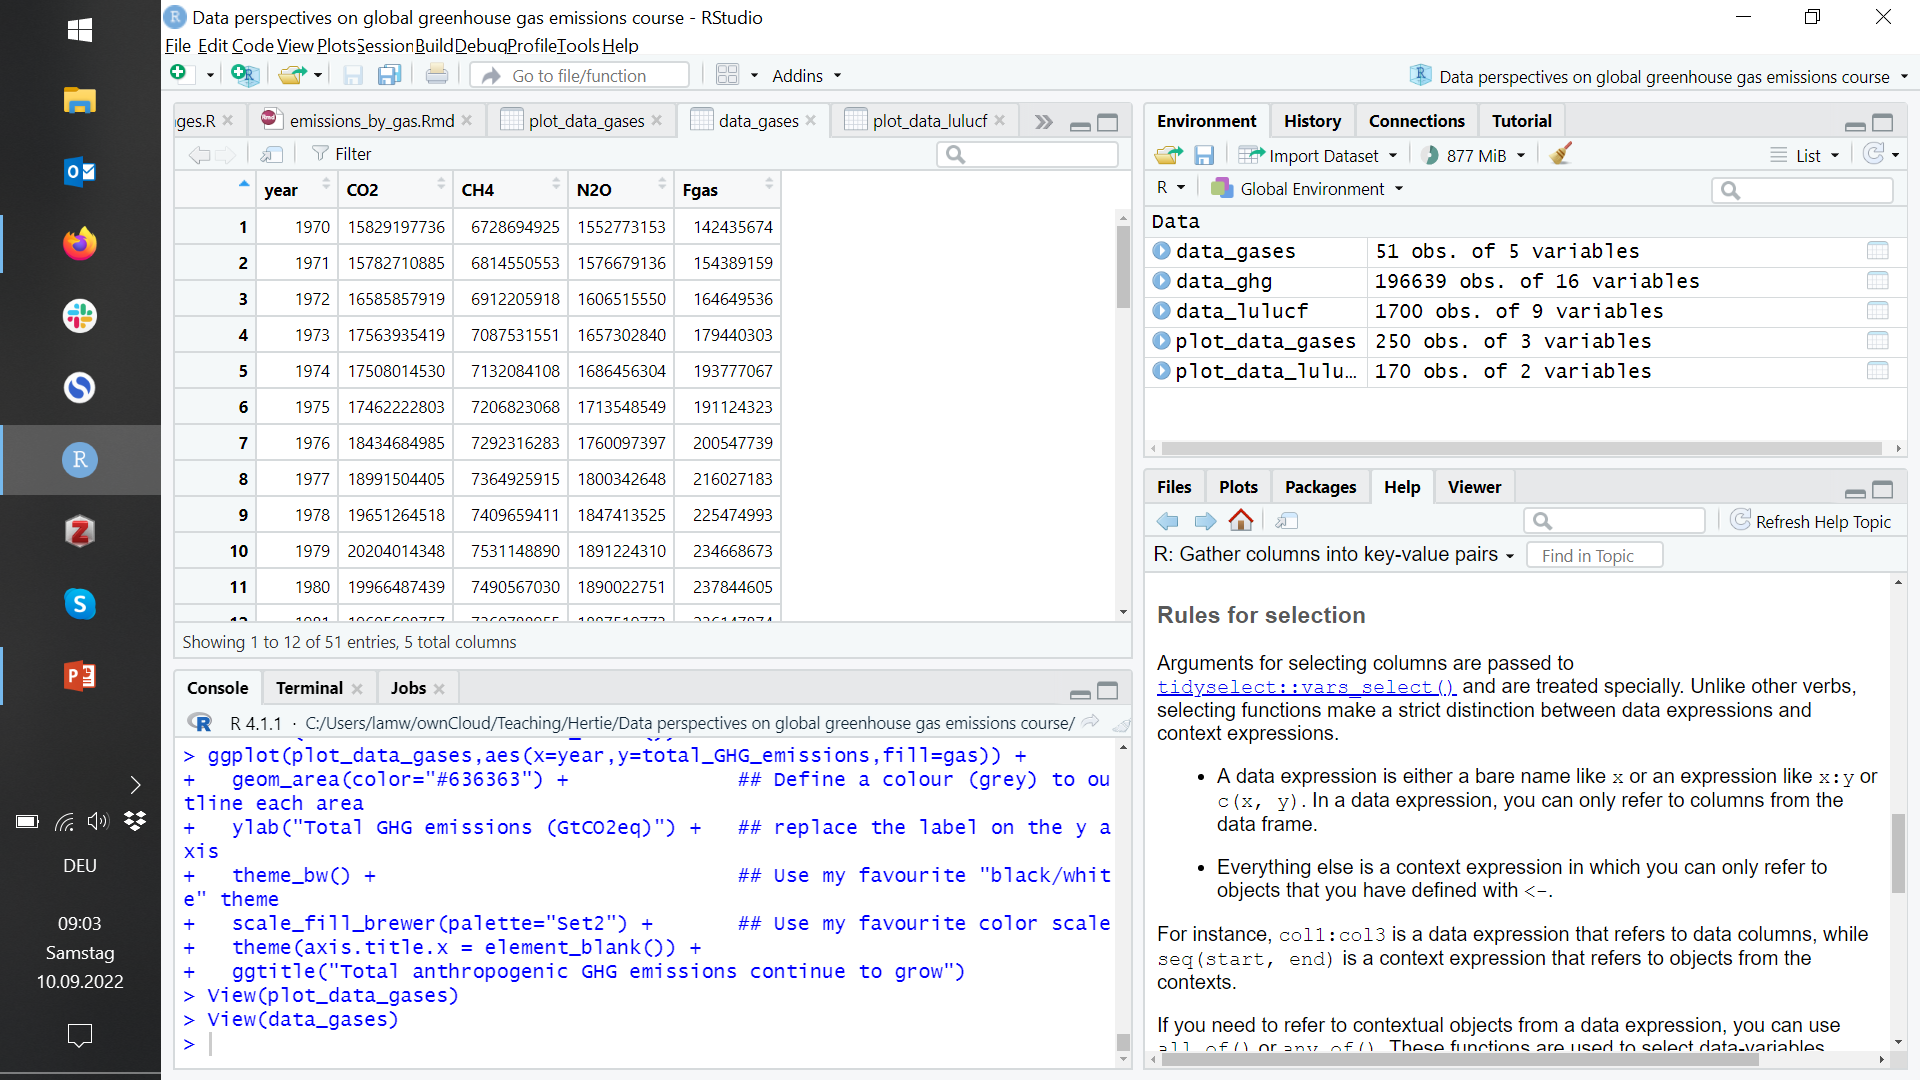 Data perspectives on global greenhouse gas emissions course - RStudio
File Edit Code View Plots Session Build Debug Profile Tools Help
Go to file/function
Addins
Data perspectives on global greenhouse gas emissions course
nges.R
emissions_by_gas.Rmd
plot_data_gases
data_gases
plot_data_lulucf
Filter
year CO2 CH4 N2O Fgas
1 1970 15829197736 6728694925 1552773153 142435674
2 1971 15782710885 6814550553 1576679136 154389159
3 1972 16585857919 6912205918 1606515550 164649536
4 1973 17563935419 7087531551 1657302840 179440303
5 1974 17508014530 7132084108 1686456304 193777067
6 1975 17462222803 7206823068 1713548549 191124323
7 1976 18434684985 7292316283 1760097397 200547739
8 1977 18991504405 7364925915 1800342648 216027183
9 1978 19651264518 7409659411 1847413525 225474993
10 1979 20204014348 7531148890 1891224310 234668673
11 1980 19966487439 7490567030 1890022751 237844605
Showing 1 to 12 of 51 entries, 5 total columns
Console Terminal Jobs
R 4.1.1 · C:/Users/lamw/ownCloud/Teaching/Hertie/Data perspectives on global greenhouse gas emissions course/
> ggplot(plot_data_gases,aes(x=year,y=total_GHG_emissions,fill=gas)) +
+   geom_area(color="#636363") +              ## Define a colour (grey) to ou
tline each area
+   ylab("Total GHG emissions (GtCO2eq)") +   ## replace the label on the y a
xis
+   theme_bw() +                              ## Use my favourite "black/whit
e" theme
+   scale_fill_brewer(palette="Set2") +       ## Use my favourite color scale
+   theme(axis.title.x = element_blank()) +
+   ggtitle("Total anthropogenic GHG emissions continue to grow")
> View(plot_data_gases)
> View(data_gases)
>
Environment History Connections Tutorial
Import Dataset 877 MiB List
R Global Environment
Data
data_gases 51 obs. of 5 variables
data_ghg 196639 obs. of 16 variables
data_lulucf 1700 obs. of 9 variables
plot_data_gases 250 obs. of 3 variables
plot_data_lulu… 170 obs. of 2 variables
Files Plots Packages Help Viewer
Refresh Help Topic
R: Gather columns into key-value pairs
Find in Topic
Rules for selection
Arguments for selecting columns are passed to
tidyselect::vars_select() and are treated specially. Unlike other verbs,
selecting functions make a strict distinction between data expressions and
context expressions.
• A data expression is either a bare name like x or an expression like x:y or
c(x, y). In a data expression, you can only refer to columns from the
data frame.
• Everything else is a context expression in which you can only refer to
objects that you have defined with <-.
For instance, col1:col3 is a data expression that refers to data columns, while
seq(start, end) is a context expression that refers to objects from the
contexts.
If you need to refer to contextual objects from a data expression, you can use
all_of() or any_of(). These functions are used to select data-variables
DEU
09:03
Samstag
10.09.2022